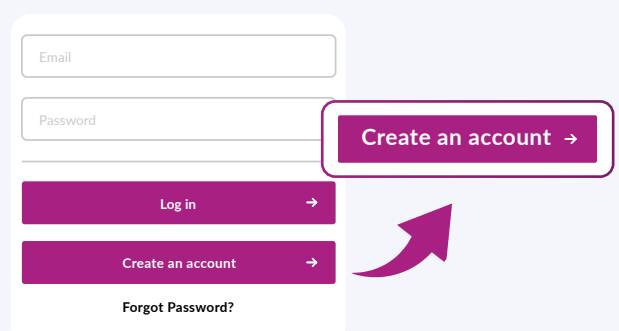 Email
Password
Create an account
Log in
Create an account
Forgot Password?